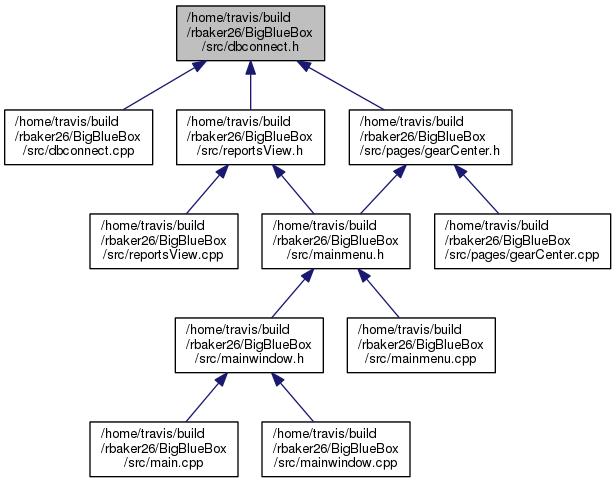 /home/travis/build
/rbaker26/BigBlueBox
/src/dbconnect.h
/home/travis/build
/rbaker26/BigBlueBox
/src/dbconnect.cpp
/home/travis/build
/rbaker26/BigBlueBox
/src/reportsView.h
/home/travis/build
/rbaker26/BigBlueBox
/src/pages/gearCenter.h
/home/travis/build
/rbaker26/BigBlueBox
/src/reportsView.cpp
/home/travis/build
/rbaker26/BigBlueBox
/src/mainmenu.h
/home/travis/build
/rbaker26/BigBlueBox
/src/pages/gearCenter.cpp
/home/travis/build
/rbaker26/BigBlueBox
/src/mainwindow.h
/home/travis/build
/rbaker26/BigBlueBox
/src/mainmenu.cpp
/home/travis/build
/rbaker26/BigBlueBox
/src/main.cpp
/home/travis/build
/rbaker26/BigBlueBox
/src/mainwindow.cpp